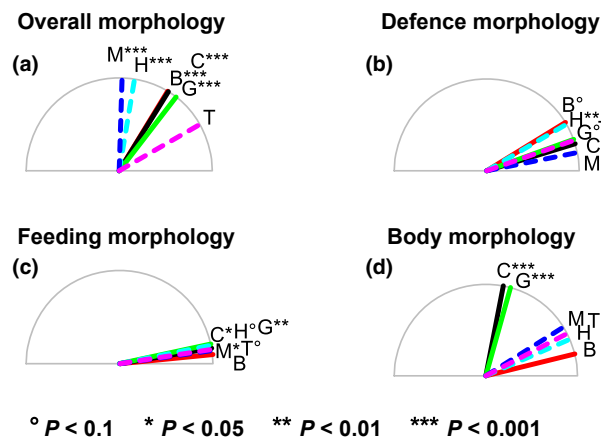 Overall morphology
Defence morphology
(a)
M***
H***
C***
B***
G***
T
(b)
B°
H**
G°
C
M
Feeding morphology
Body morphology
(c)
C*H°G**
M*T°
B
(d)
C***
G***
M T
H
B
° P < 0.1 * P < 0.05 ** P < 0.01 *** P < 0.001